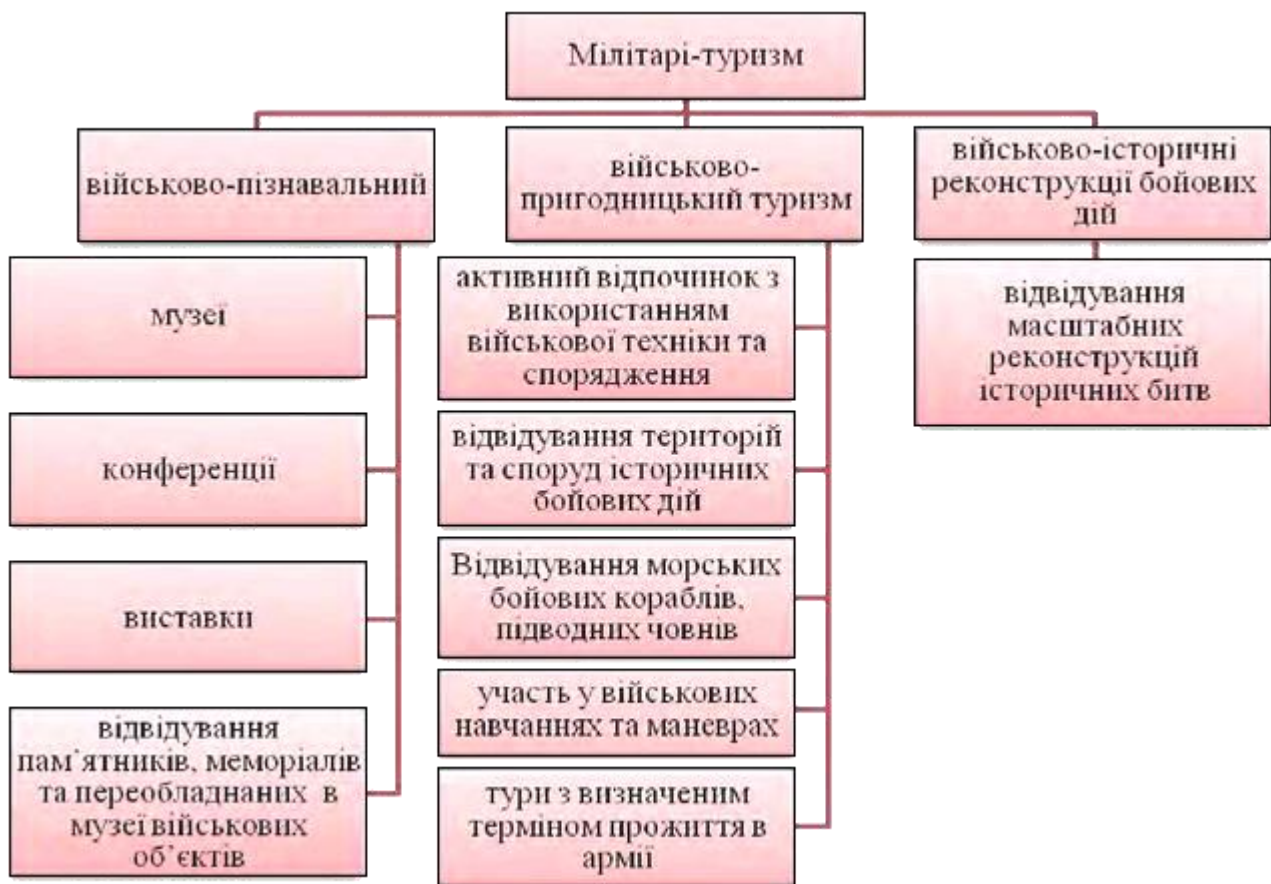 Мілітарі-туризм
військово-пізнавальний
військово-
пригодницький туризм
військово-історичні
реконструкції бойових
дій
музеї
конференції
виставки
відвідування
пам’ятників, меморіалів
та переобладнаних в
музеї військових
об’єктів
активний відпочинок з
використанням
військової техніки та
спорядження
відвідування територій
та споруд історичних
бойових дій
Відвідування морських
бойових кораблів,
підводних човнів
участь у військових
навчаннях та маневрах
тури з визначеним
терміном прожиття в
армії
відвідування
масштабних
реконструкцій
історичних битв